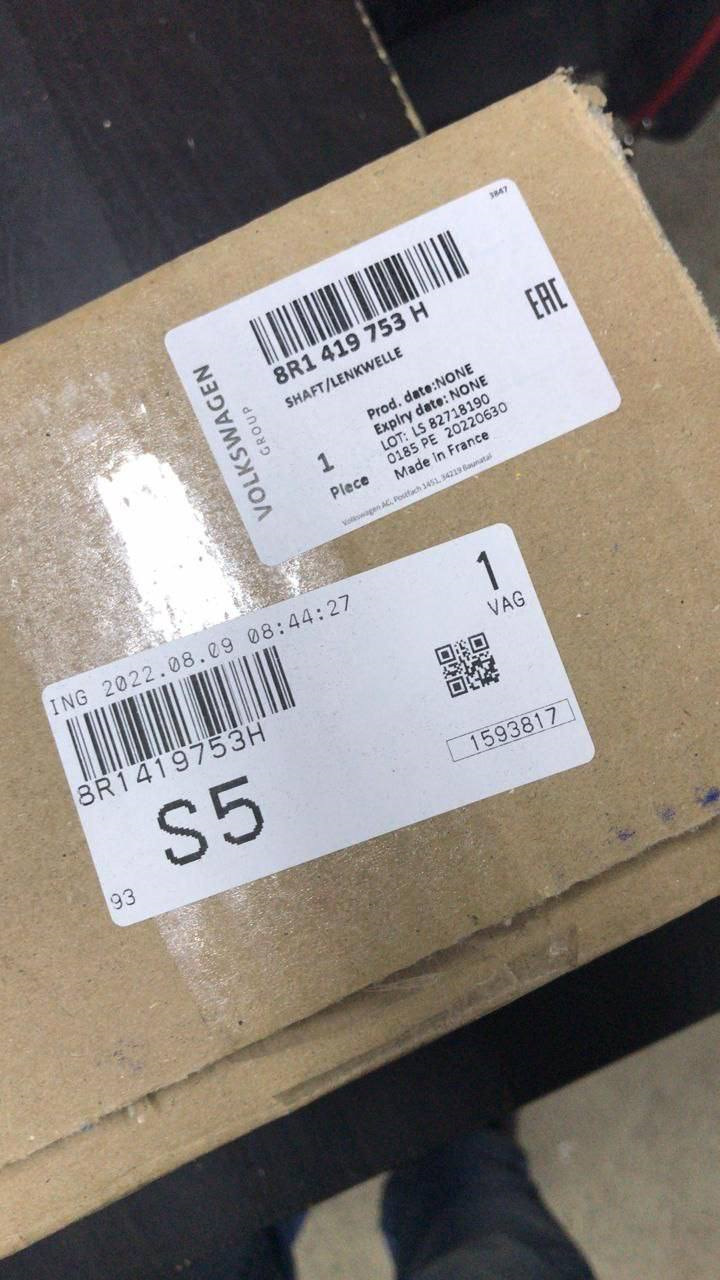 3847
8R1 419 753 H
SHAFT/LENKWELLE
EAC
VOLKSWAGEN
GROUP
Prod. date:NONE
Expiry date: NONE
LOT: LS 82718190
0185 PE 20220630
Made in France
1
Piece
Volkswagen AG, Postfach 1451, 34219 Baunatal
ING 2022.08.09 08:44:27
1
VAG
8R1419753H
1593817
S5
93